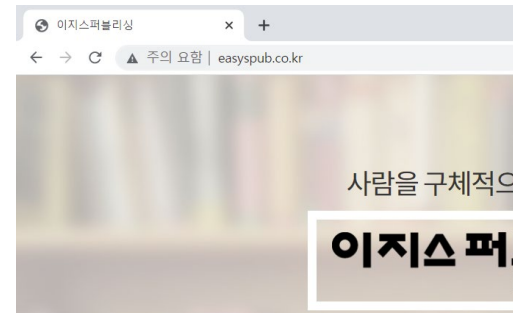 이지스퍼블리싱
주의 요함 | easyspub.co.kr
사람을 구체적으
이지스 퍼